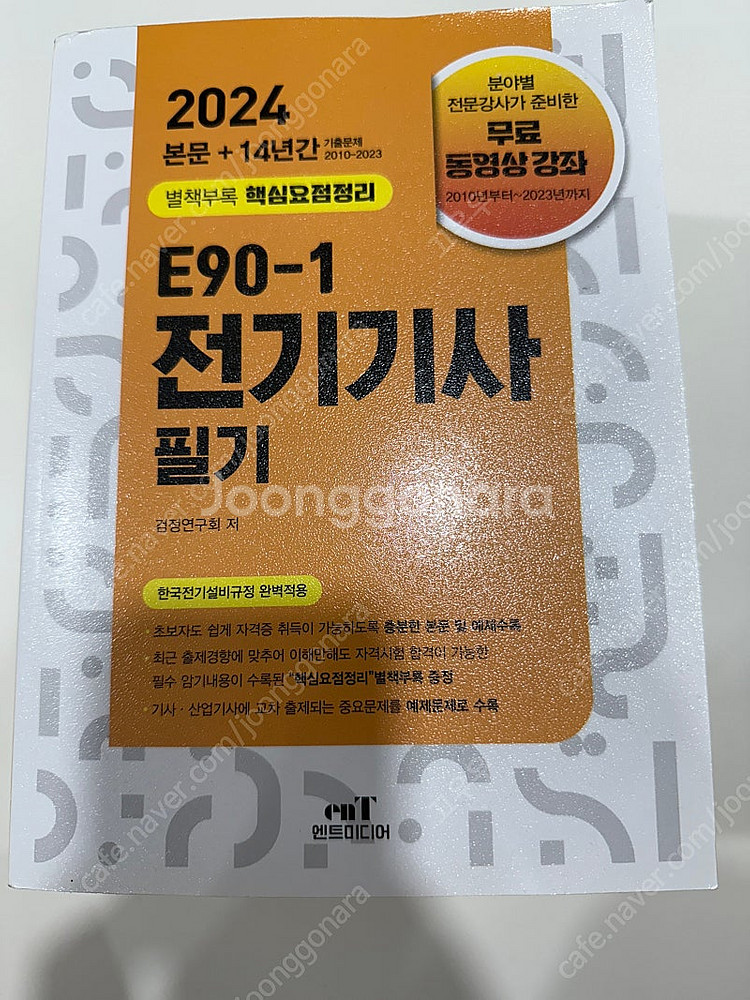 2024
본문 + 14년간 기출문제 2010-2023
별책부록 핵심요점정리
분야별
전문강사가 준비한
무료
동영상 강좌
2010년부터~2023년까지
E90-1
전기기사
필기
검정연구회 저
한국전기설비규정 완벽적용
초보자도 쉽게 자격증 취득이 가능하도록 충분한 본문 및 예제수록
최근 출제경향에 맞추어 이해만해도 자격시험 합격이 가능한
필수 암기내용이 수록된 "핵심요점정리"별책부록 증정
기사·산업기사에 교차 출제되는 중요문제를 예제문제로 수록
enT
엔트미디어
Joonggonara
cafe.naver.com/joonggonara